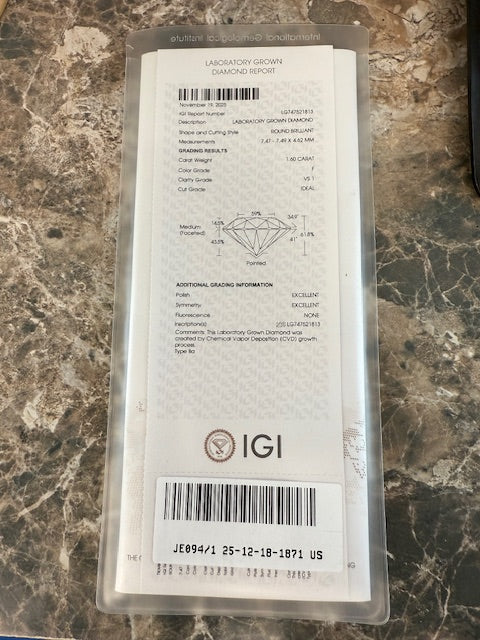 International Gemological Institute
LABORATORY GROWN
DIAMOND REPORT
November 19, 2025
IGI Report Number LG747521813
Description LABORATORY GROWN DIAMOND
Shape and Cutting Style ROUND BRILLIANT
Measurements 7.47 - 7.49 X 4.62 MM
GRADING RESULTS
Carat Weight 1.60 CARAT
Color Grade F
Clarity Grade VS 1
Cut Grade IDEAL
59% 34.9°
Medium 14.5%
(Faceted) 61.8%
43.5% 41°
Pointed
ADDITIONAL GRADING INFORMATION
Polish EXCELLENT
Symmetry EXCELLENT
Fluorescence NONE
Inscription(s) LG747521813
Comments: This Laboratory Grown Diamond was
created by Chemical Vapor Deposition (CVD) growth
process.
Type IIa
IGI
JE094/1 25-12-18-1871 US
THE